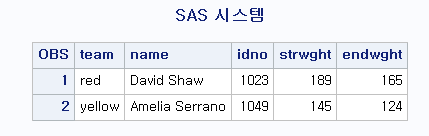 SAS 시스템
OBS team name idno strwght endwght
1 red David Shaw 1023 189 165
2 yellow Amelia Serrano 1049 145 124